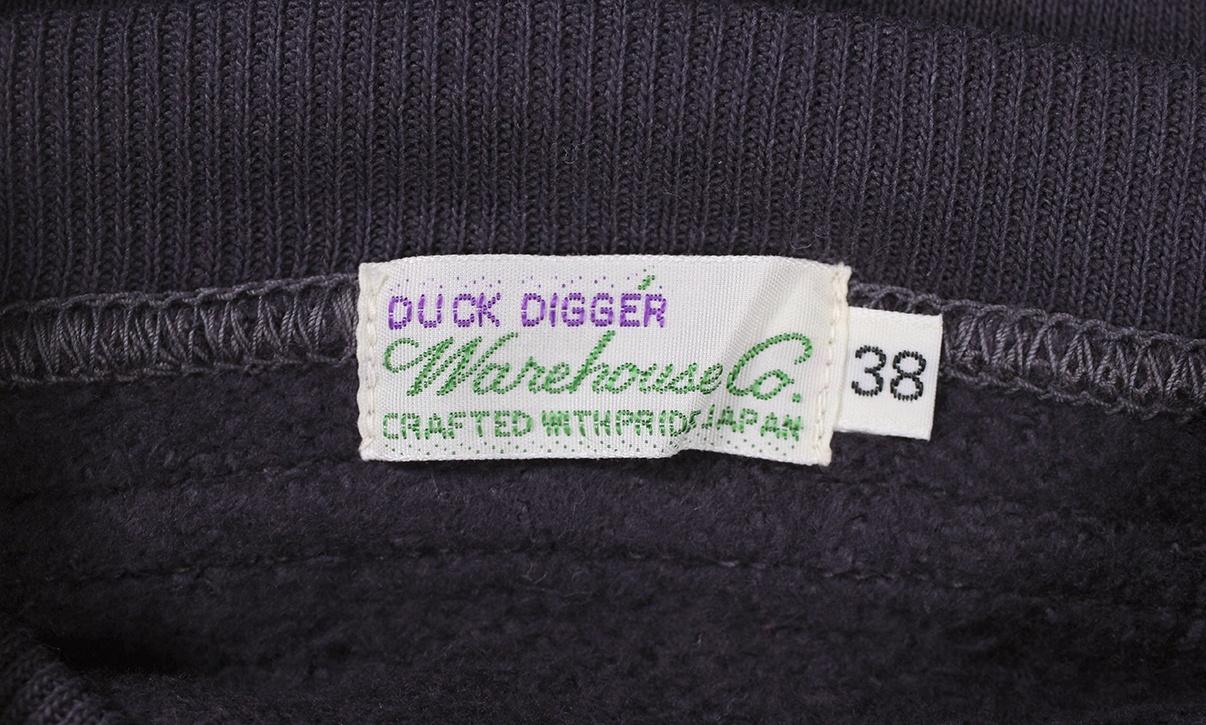 DUCK DIGGER
Warehouse Co.
CRAFTED WITH PRIDE JAPAN
38